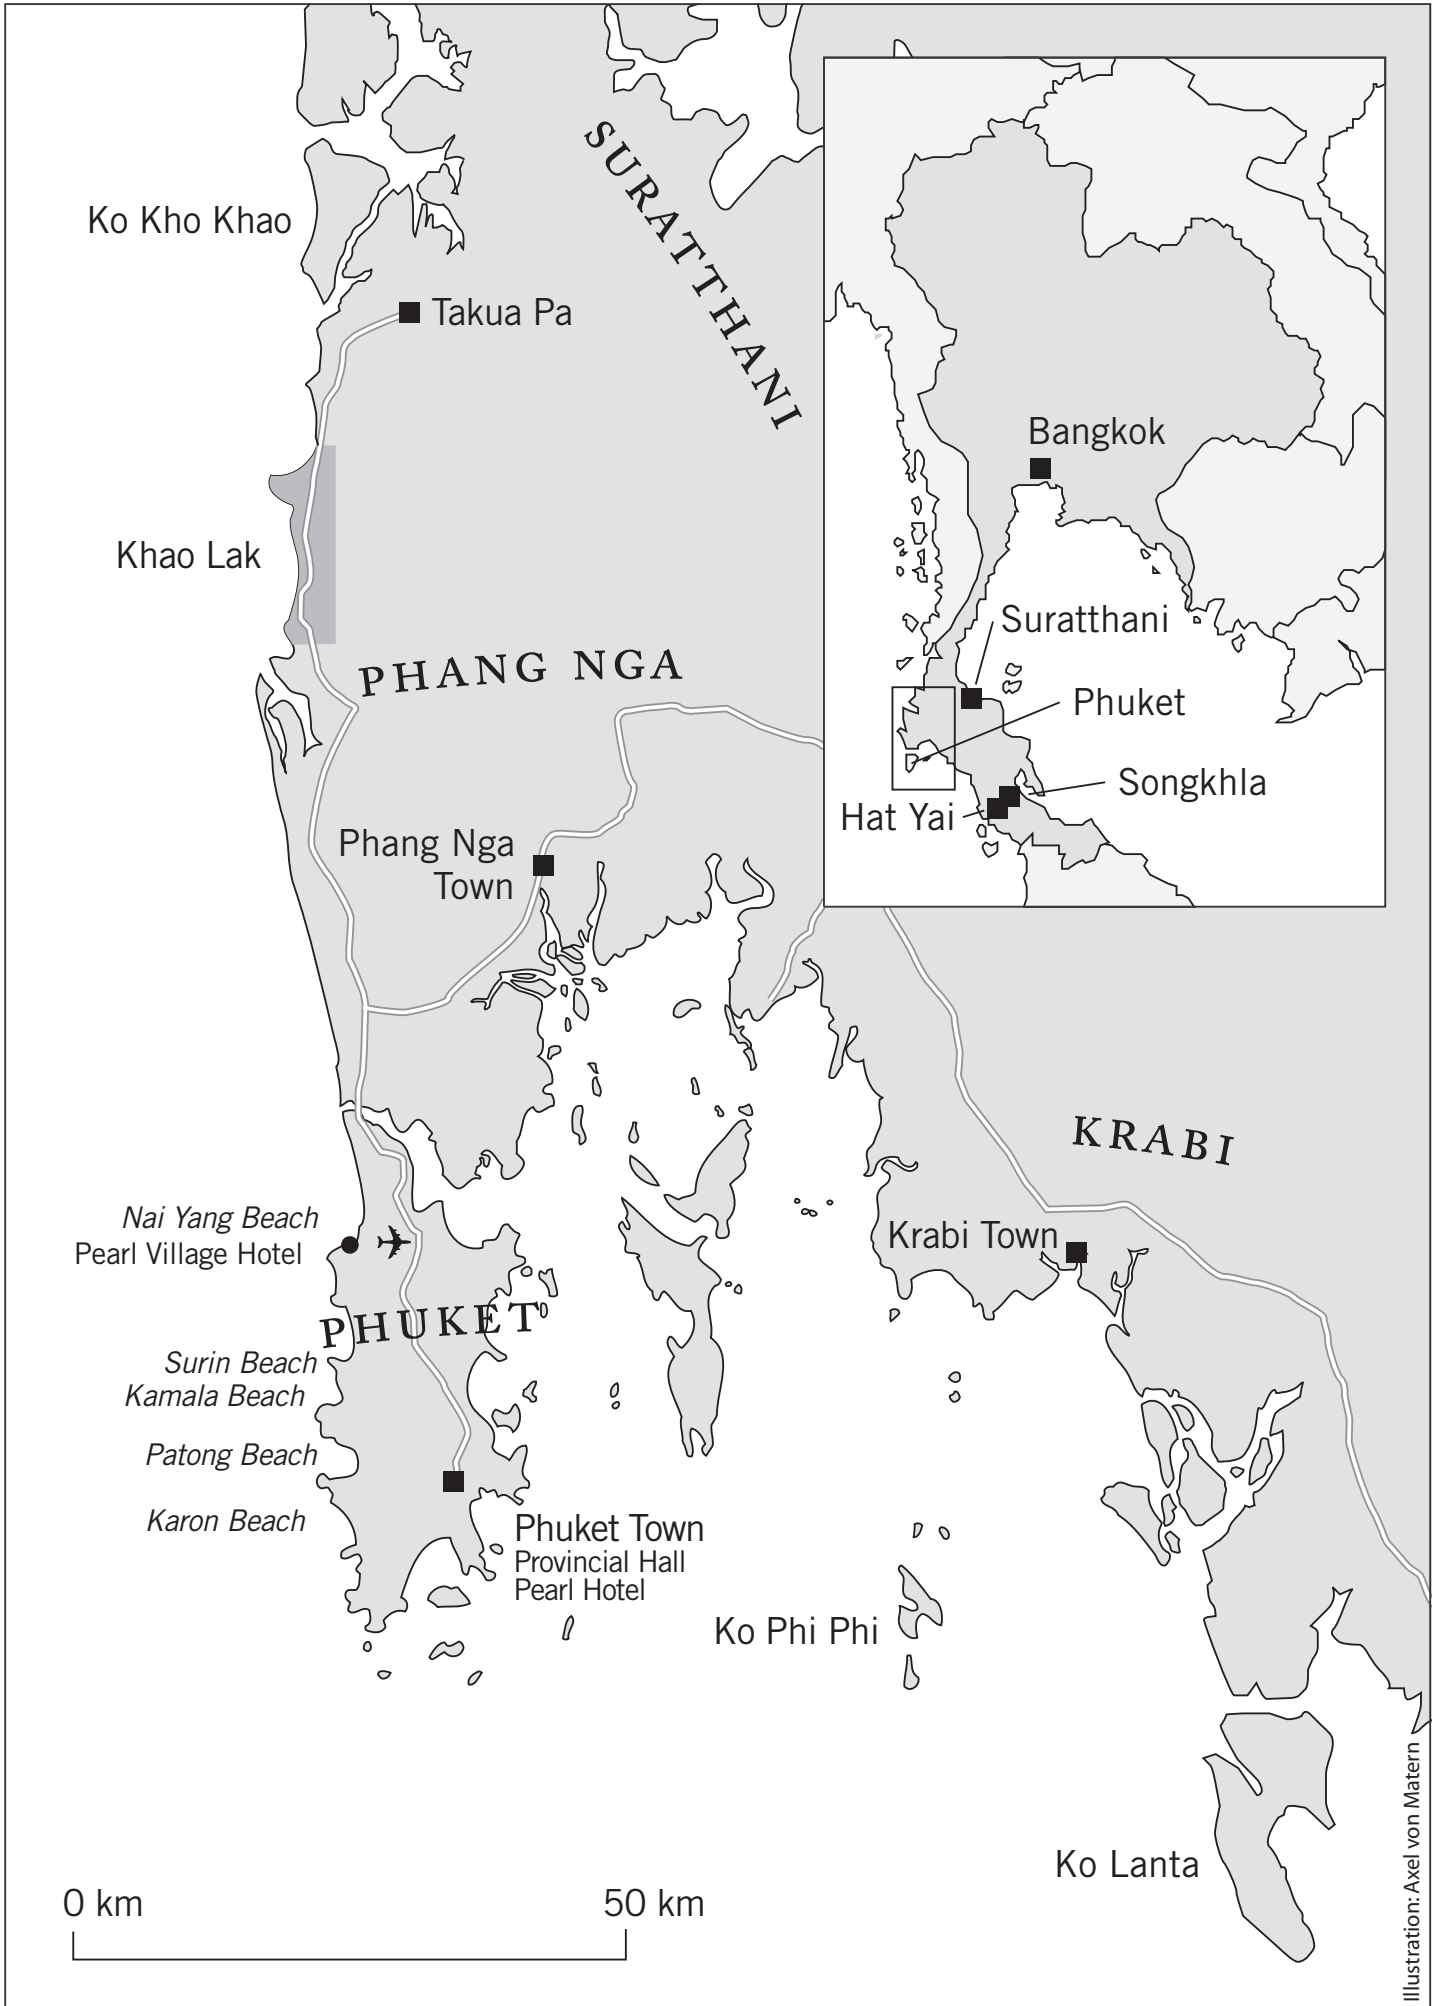 SURATTHANI
Ko Kho Khao
Takua Pa
Bangkok
Khao Lak
Suratthani
PHANG NGA
Phuket
Songkhla
Hat Yai
Phang Nga
Town
KRABI
Nai Yang Beach
Pearl Village Hotel
Krabi Town
PHUKET
Surin Beach
Kamala Beach
Patong Beach
Karon Beach
Phuket Town
Provincial Hall
Pearl Hotel
Ko Phi Phi
Ko Lanta
0 km
50 km
Illustration: Axel von Matern